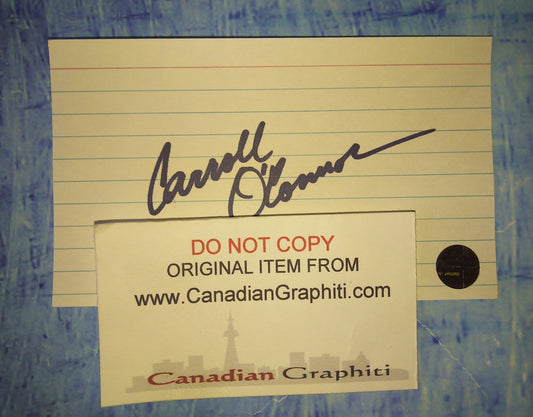 Carroll
O'Connor
DO NOT COPY
ORIGINAL ITEM FROM
www.CanadianGraphiti.com
Canadian Graphiti